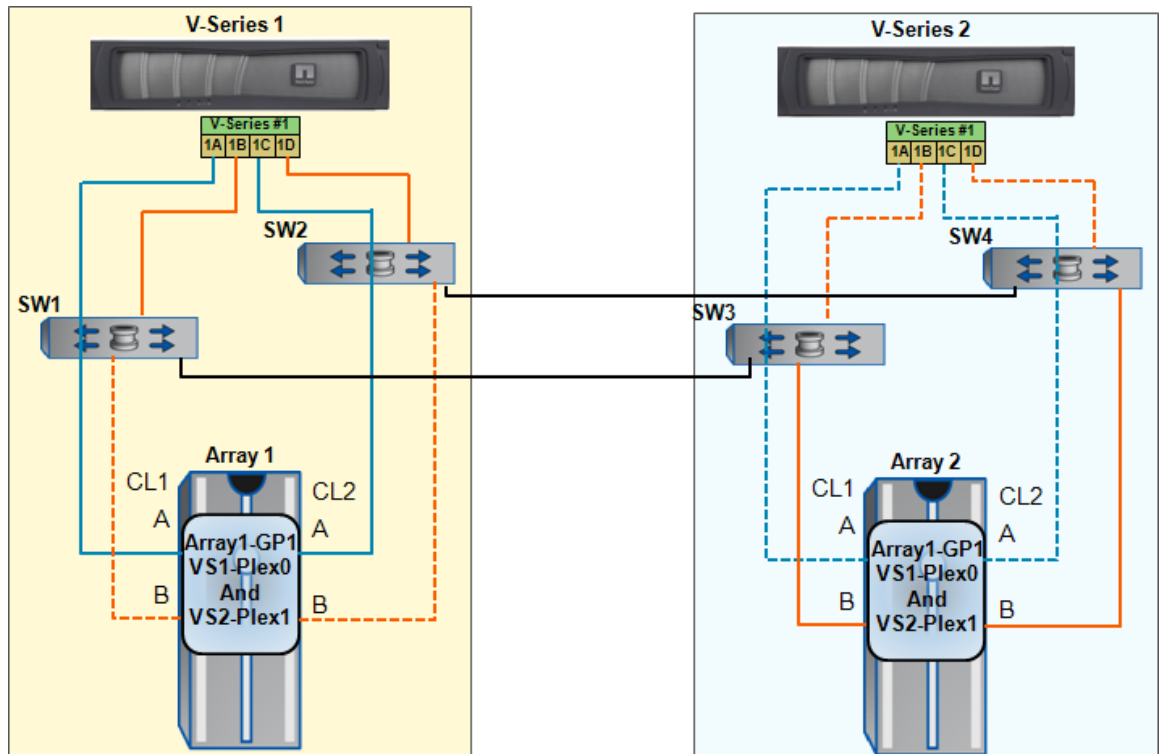 V-Series 1
V-Series #1
1A 1B 1C 1D
SW2
SW1
Array 1
CL1
CL2
A
A
Array1-GP1
VS1-Plex0
And
VS2-Plex1
B
B
V-Series 2
V-Series #1
1A 1B 1C 1D
SW4
SW3
Array 2
CL1
CL2
A
A
Array1-GP1
VS1-Plex0
And
VS2-Plex1
B
B